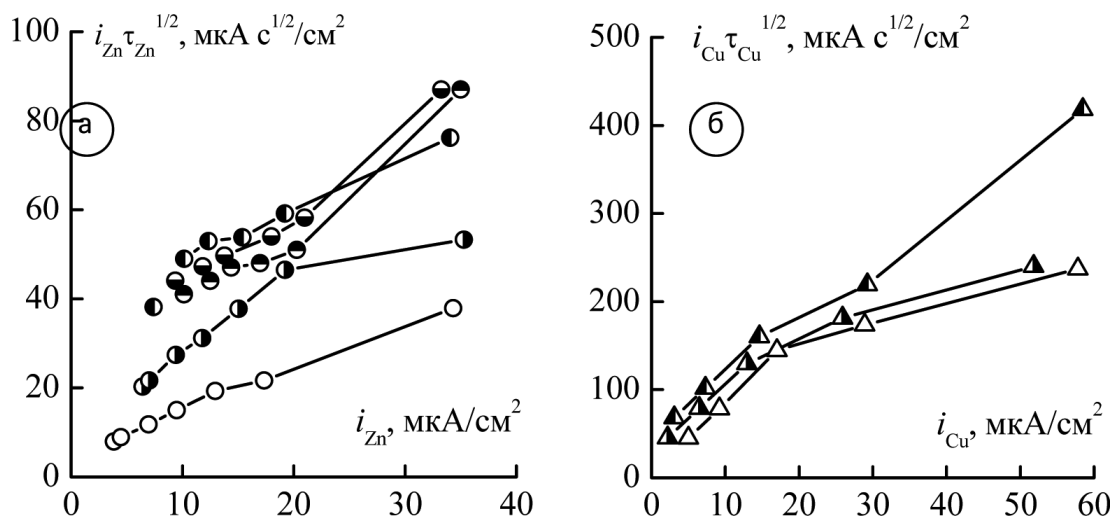 100
80
60
40
20
0
i_Zn τ_Zn^1/2, мкА с^1/2/см^2
а
i_Zn, мкА/см^2
0 10 20 30 40
500
400
300
200
100
0
i_Cu τ_Cu^1/2, мкА с^1/2/см^2
б
i_Cu, мкА/см^2
0 10 20 30 40 50 60